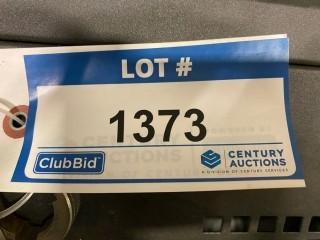 LOT #
1373
ClubBid
CENTURY
AUCTIONS
A DIVISION OF CENTURY SERVICES